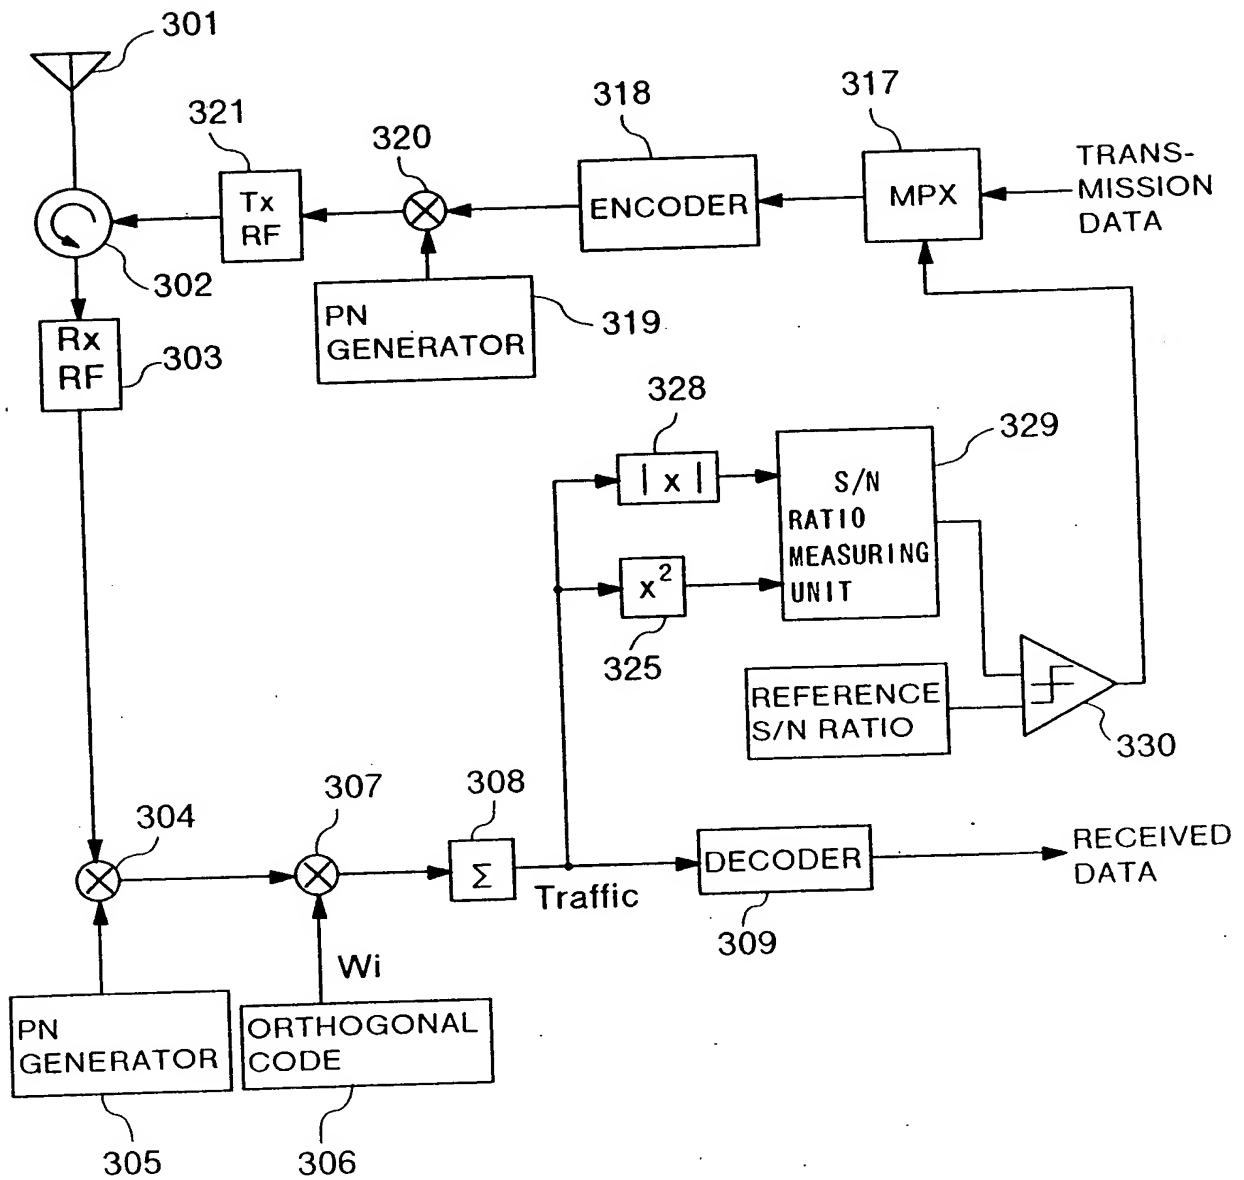 301
321
320
318
317
Tx
RF
ENCODER
MPX
TRANS-
MISSION
DATA
302
PN
GENERATOR
319
Rx
RF
303
328
| x |
329
S/N
RATIO
MEASURING
UNIT
x²
325
REFERENCE
S/N RATIO
330
304
307
308
Σ
Traffic
DECODER
309
RECEIVED
DATA
Wi
PN
GENERATOR
305
ORTHOGONAL
CODE
306